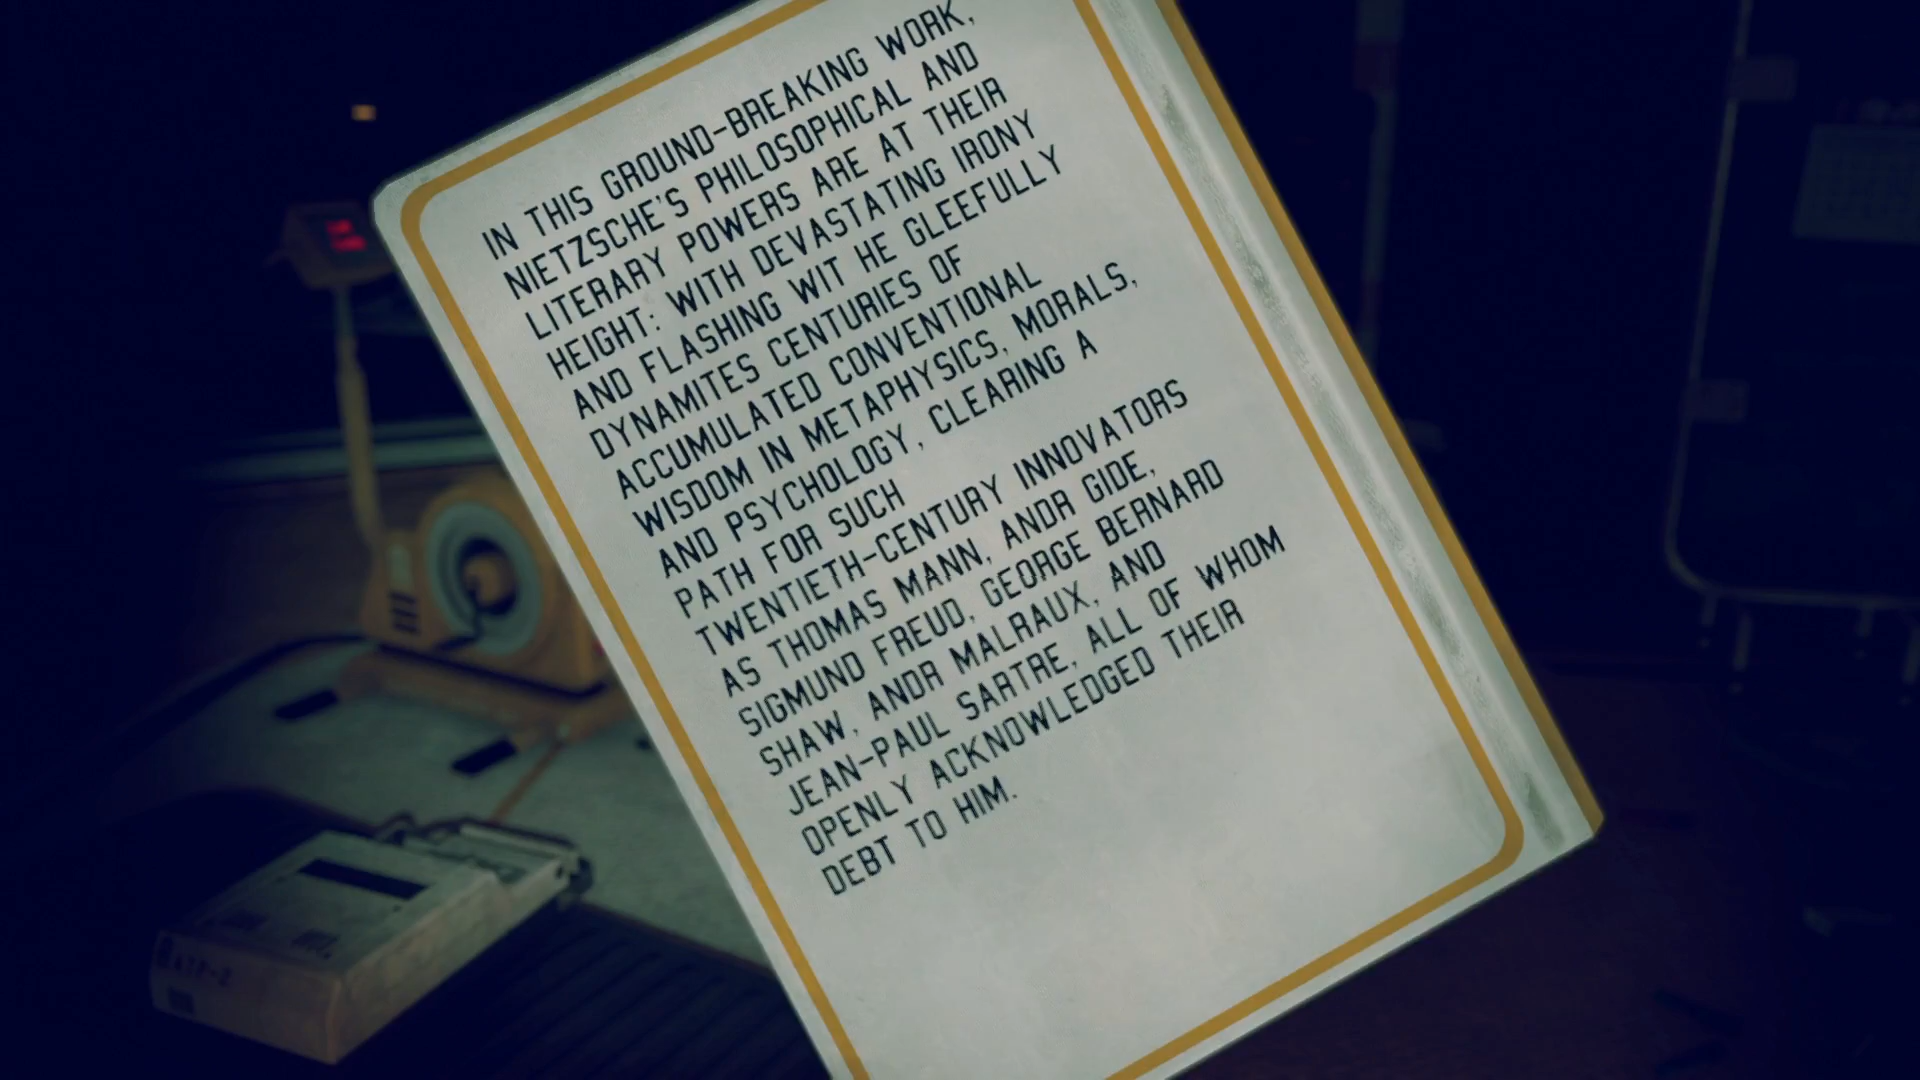 IN THIS GROUND-BREAKING WORK,
NIETZSCHE'S PHILOSOPHICAL AND
LITERARY POWERS ARE AT THEIR
HEIGHT: WITH DEVASTATING IRONY
AND FLASHING WIT HE GLEEFULLY
DYNAMITES CENTURIES OF
ACCUMULATED CONVENTIONAL
WISDOM IN METAPHYSICS, MORALS,
AND PSYCHOLOGY, CLEARING A
PATH FOR SUCH
TWENTIETH-CENTURY INNOVATORS
AS THOMAS MANN, ANDR GIDE,
SIGMUND FREUD, GEORGE BERNARD
SHAW, ANDR MALRAUX, AND
JEAN-PAUL SARTRE, ALL OF WHOM
OPENLY ACKNOWLEDGED THEIR
DEBT TO HIM.